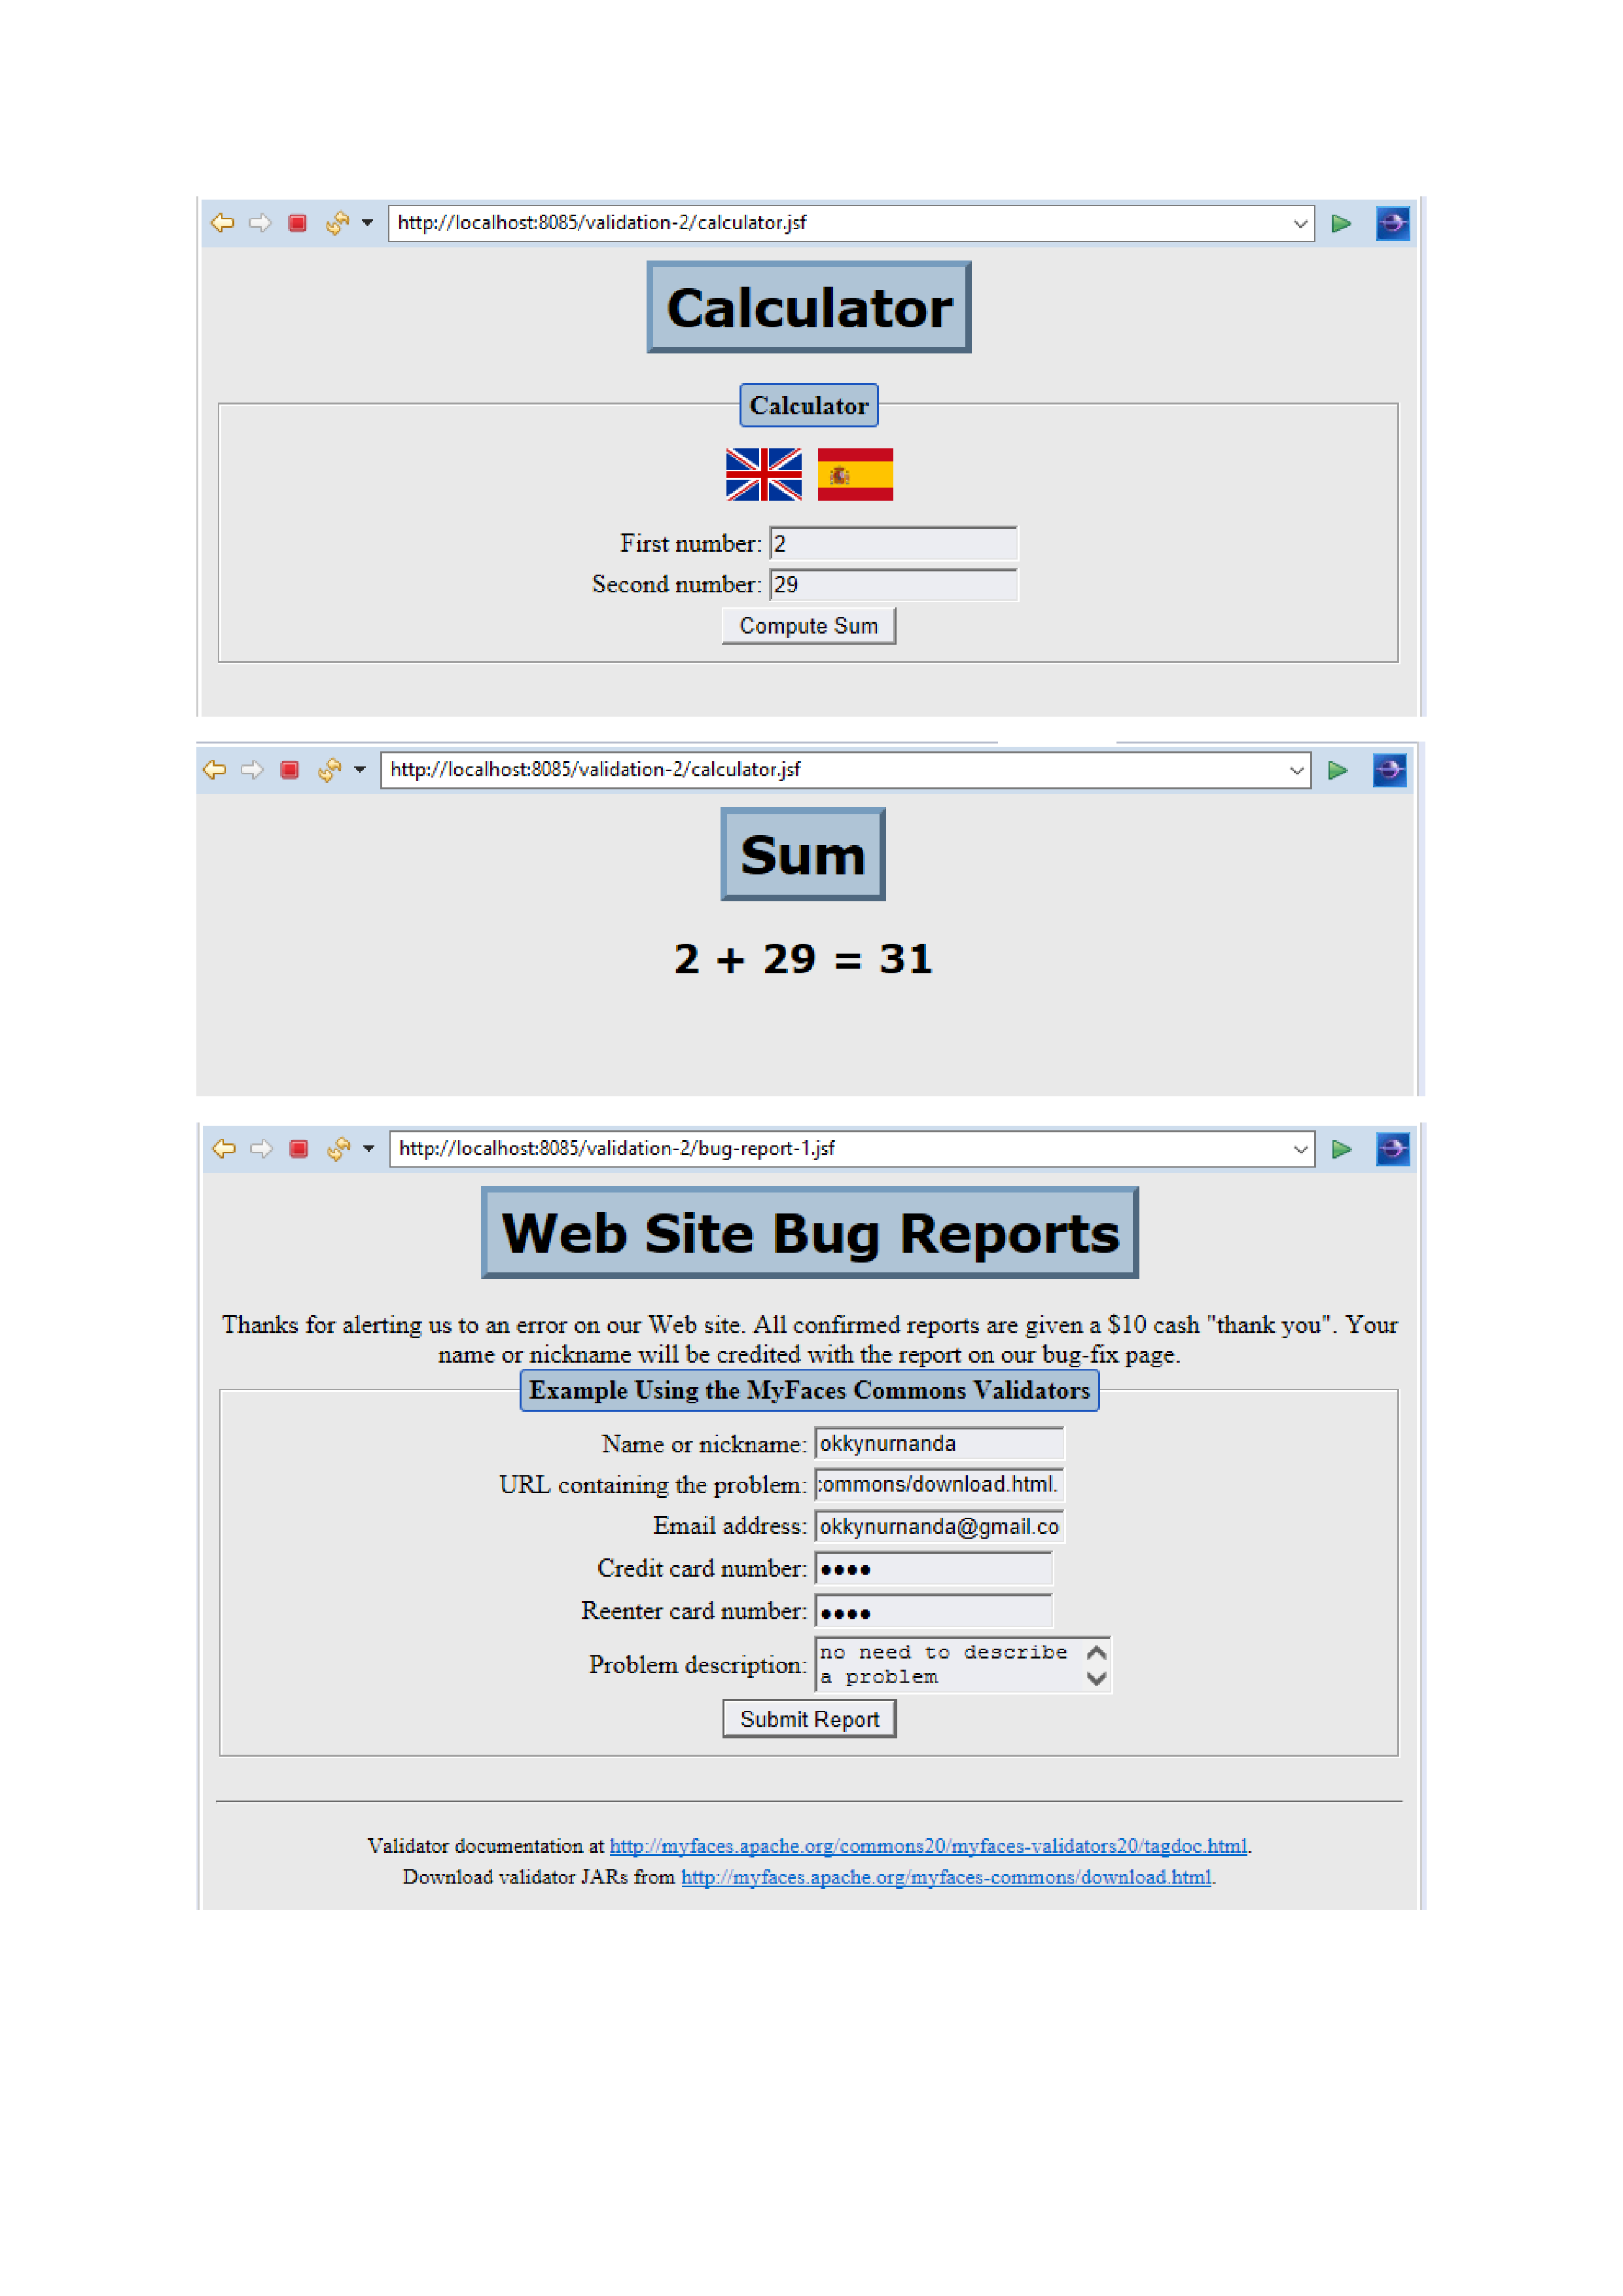 http://localhost:8085/validation-2/calculator.jsf
Calculator
Calculator
First number: 2
Second number: 29
Compute Sum
http://localhost:8085/validation-2/calculator.jsf
Sum
2 + 29 = 31
http://localhost:8085/validation-2/bug-report-1.jsf
Web Site Bug Reports
Thanks for alerting us to an error on our Web site. All confirmed reports are given a $10 cash "thank you". Your
name or nickname will be credited with the report on our bug-fix page.
Example Using the MyFaces Commons Validators
Name or nickname: okkynurnanda
URL containing the problem: commons/download.html.
Email address: okkynurnanda@gmail.co
Credit card number: ●●●●
Reenter card number: ●●●●
Problem description: no need to describe
a problem
Submit Report
Validator documentation at http://myfaces.apache.org/commons20/myfaces-validators20/tagdoc.html.
Download validator JARs from http://myfaces.apache.org/myfaces-commons/download.html.